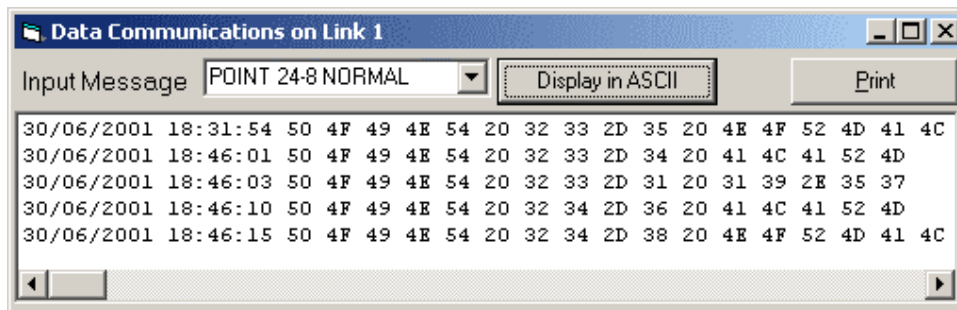 Data Communications on Link 1
Input Message POINT 24-8 NORMAL Display in ASCII Print
30/06/2001 18:31:54 50 4F 49 4E 54 20 32 33 2D 35 20 4E 4F 52 4D 41 4C
30/06/2001 18:46:01 50 4F 49 4E 54 20 32 33 2D 34 20 41 4C 41 52 4D
30/06/2001 18:46:03 50 4F 49 4E 54 20 32 33 2D 31 20 31 39 2E 35 37
30/06/2001 18:46:10 50 4F 49 4E 54 20 32 34 2D 36 20 41 4C 41 52 4D
30/06/2001 18:46:15 50 4F 49 4E 54 20 32 34 2D 38 20 4E 4F 52 4D 41 4C